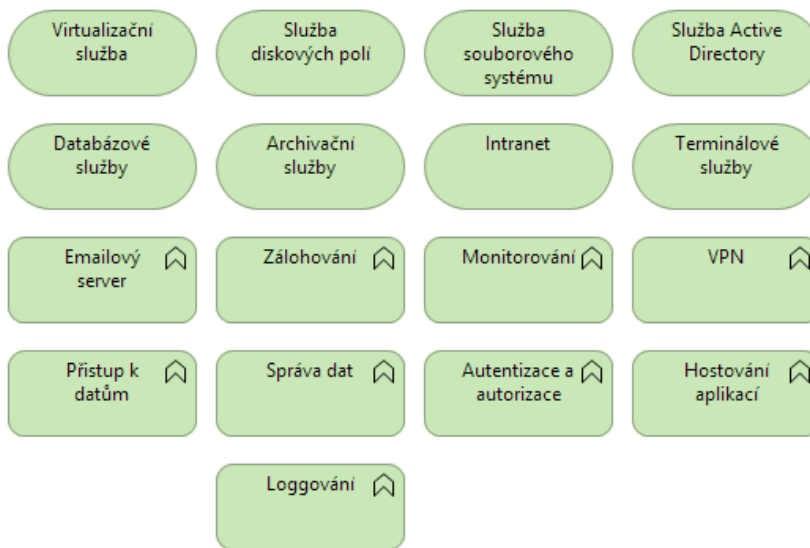 Virtualizační
služba
Služba
diskových polí
Služba
souborového
systému
Služba Active
Directory
Databázové
služby
Archivační
služby
Intranet
Terminálové
služby
Emailový
server
Zálohování
Monitorování
VPN
Přistup k
datům
Správa dat
Autentizace a
autorizace
Hostování
aplikací
Loggování